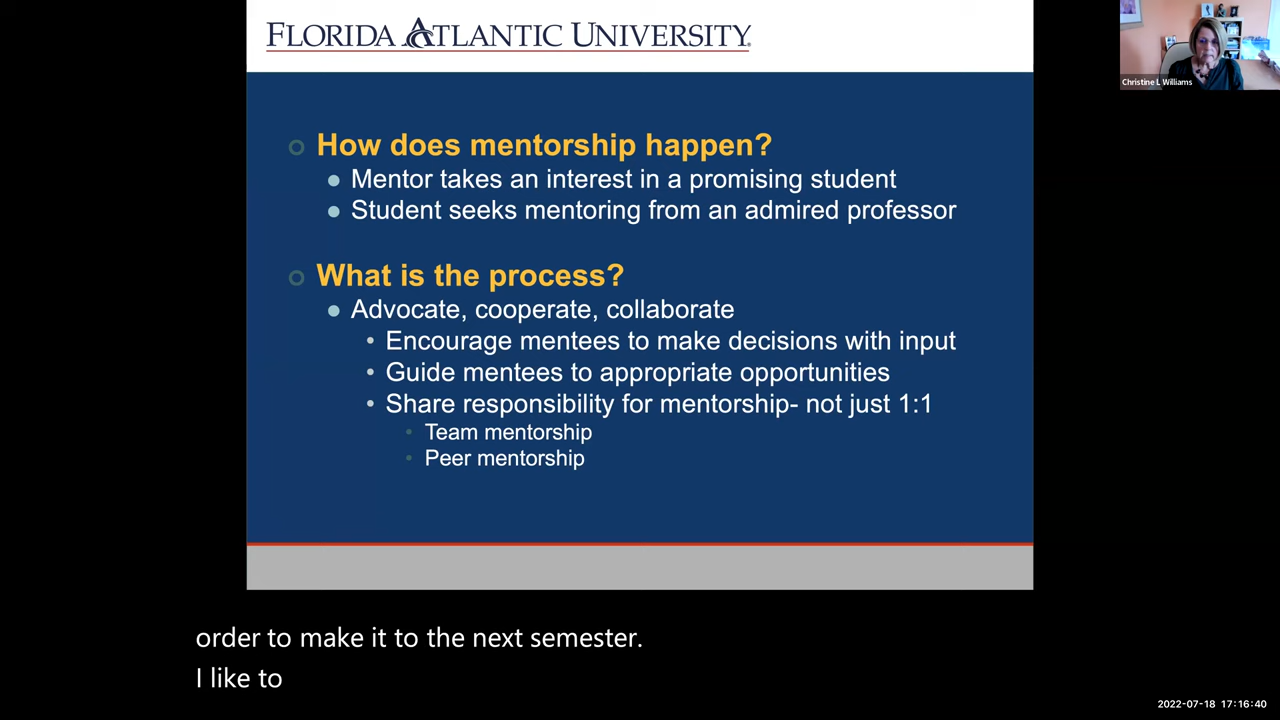 FLORIDA ATLANTIC UNIVERSITY
Christine L Williams
How does mentorship happen?
Mentor takes an interest in a promising student
Student seeks mentoring from an admired professor
What is the process?
Advocate, cooperate, collaborate
Encourage mentees to make decisions with input
Guide mentees to appropriate opportunities
Share responsibility for mentorship- not just 1:1
Team mentorship
Peer mentorship
order to make it to the next semester.
I like to
2022-07-18 17:16:40